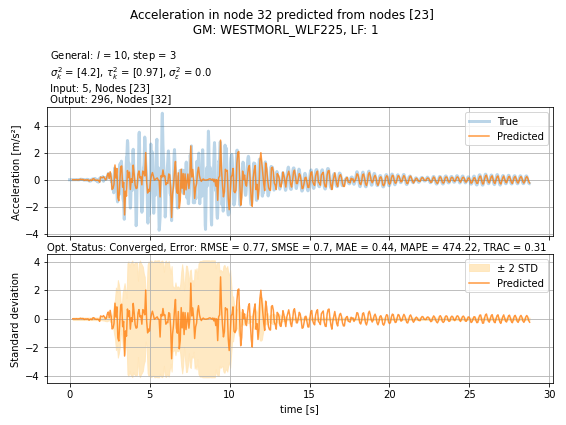 Acceleration in node 32 predicted from nodes [23]
GM: WESTMORL_WLF225, LF: 1
General: l = 10, step = 3
σ²ₖ = [4.2], τ²ₖ = [0.97], σ²ε = 0.0
Input: 5, Nodes [23]
Output: 296, Nodes [32]
Acceleration [m/s²]
4
2
0
−2
−4
True
Predicted
Opt. Status: Converged, Error: RMSE = 0.77, SMSE = 0.7, MAE = 0.44, MAPE = 474.22, TRAC = 0.31
Standard deviation
4
2
0
−2
−4
± 2 STD
Predicted
0 5 10 15 20 25 30
time [s]